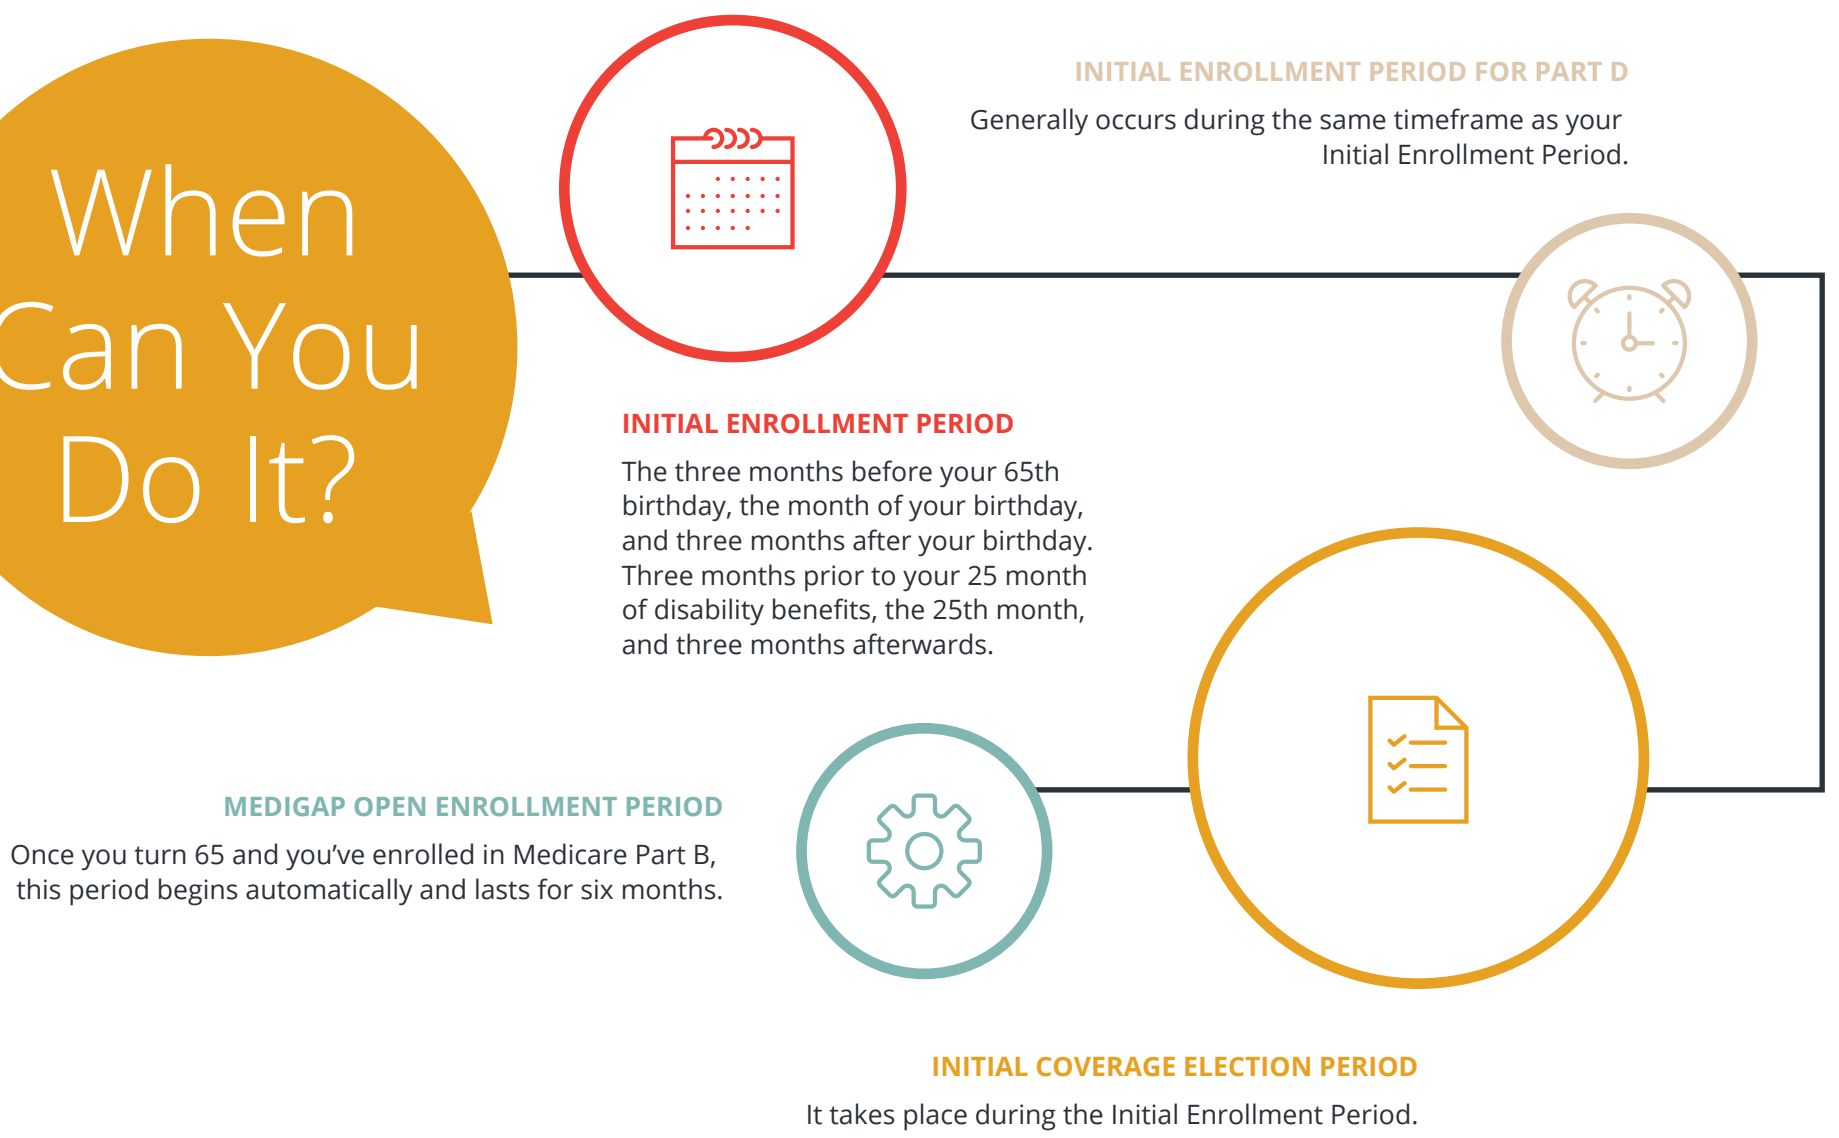 When
Can You
Do It?
INITIAL ENROLLMENT PERIOD
The three months before your 65th
birthday, the month of your birthday,
and three months after your birthday.
Three months prior to your 25 month
of disability benefits, the 25th month,
and three months afterwards.
INITIAL ENROLLMENT PERIOD FOR PART D
Generally occurs during the same timeframe as your
Initial Enrollment Period.
MEDIGAP OPEN ENROLLMENT PERIOD
Once you turn 65 and you’ve enrolled in Medicare Part B,
this period begins automatically and lasts for six months.
INITIAL COVERAGE ELECTION PERIOD
It takes place during the Initial Enrollment Period.